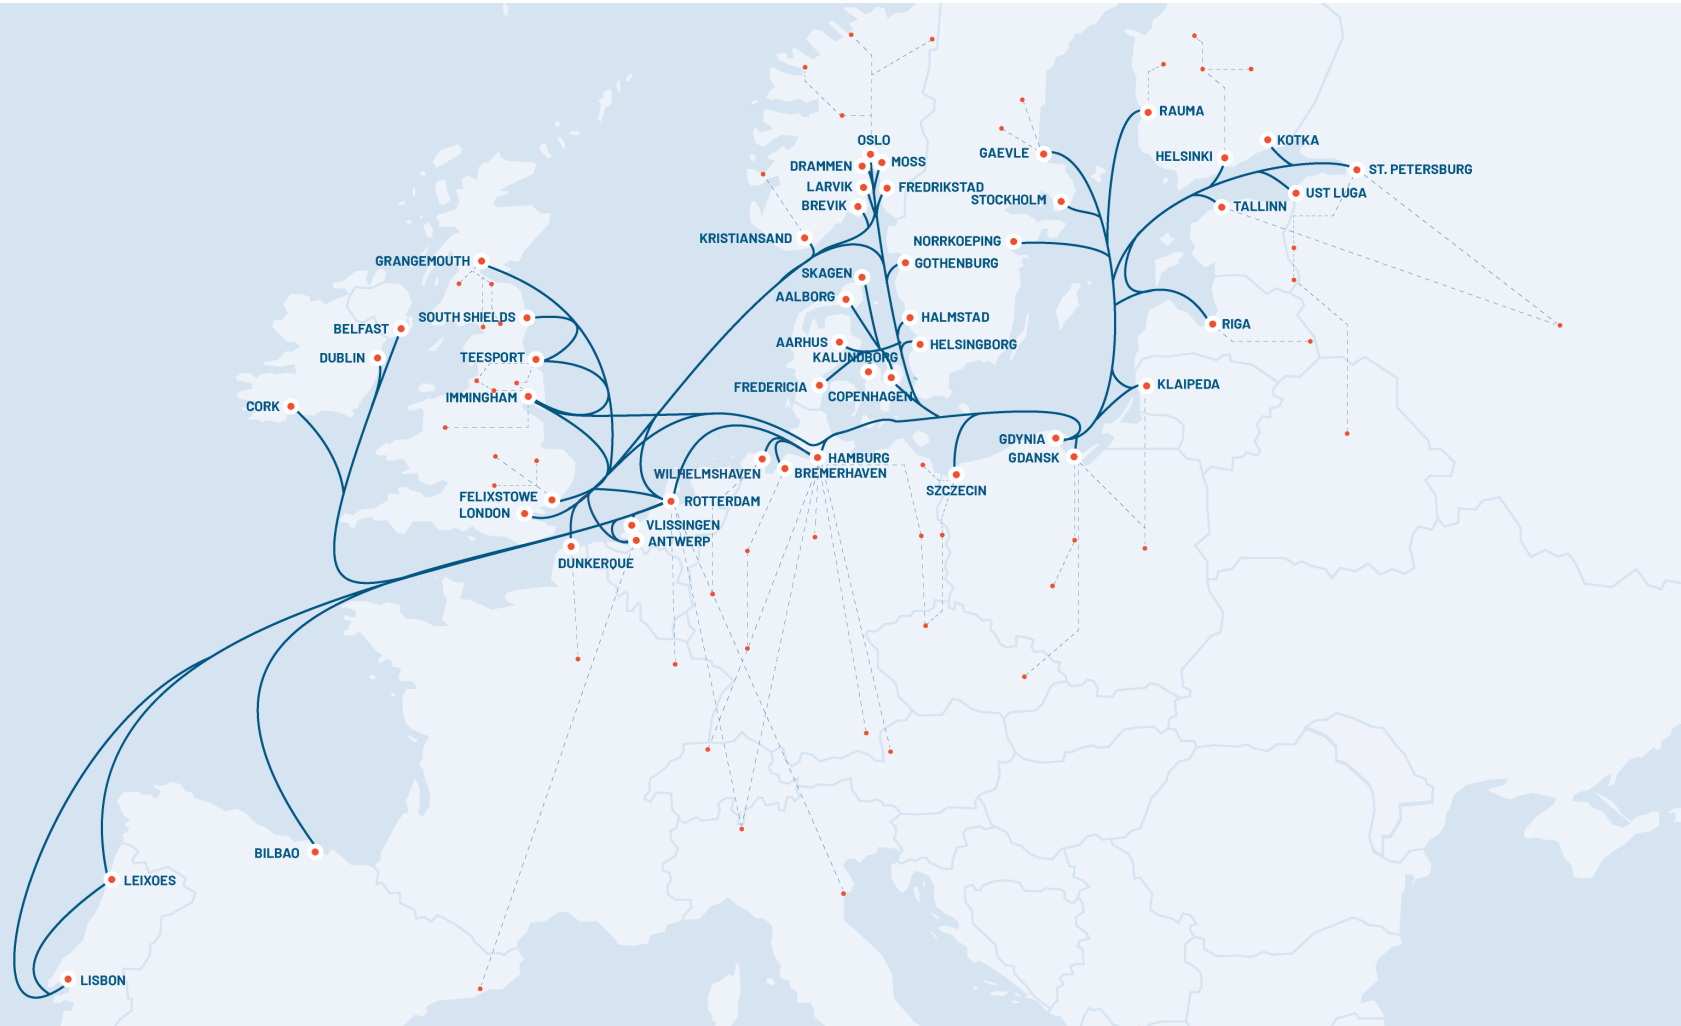 RAUMA
OSLO
KOTKA
GAEVLE
HELSINKI
DRAMMEN
MOSS
ST. PETERSBURG
LARVIK
FREDRIKSTAD
UST LUGA
STOCKHOLM
BREVIK
TALLINN
KRISTIANSAND
NORRKOEPING
GRANGEMOUTH
GOTHENBURG
SKAGEN
AALBORG
SOUTH SHIELDS
HALMSTAD
RIGA
BELFAST
AARHUS
HELSINGBORG
DUBLIN
TEESPORT
KALUNDBORG
FREDERICIA
KLAIPEDA
IMMINGHAM
COPENHAGEN
CORK
GDYNIA
HAMBURG
GDANSK
WILHELMSHAVEN
BREMERHAVEN
SZCZECIN
FELIXSTOWE
ROTTERDAM
LONDON
VLISSINGEN
ANTWERP
DUNKERQUE
BILBAO
LEIXOES
LISBON